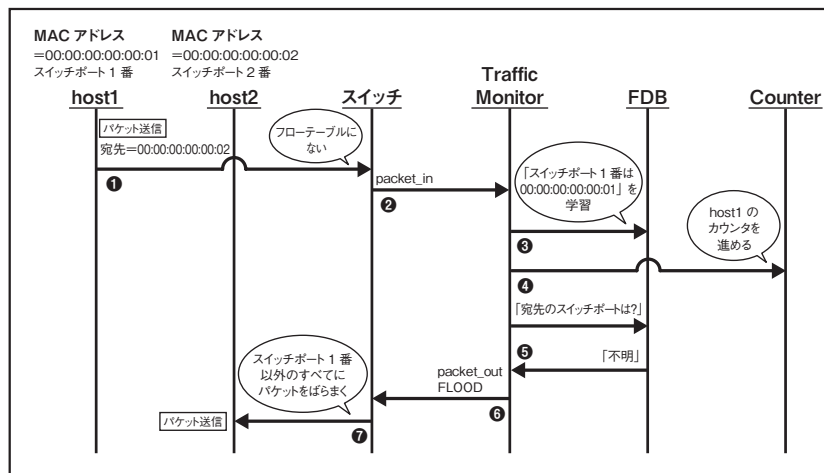 MAC アドレス
=00:00:00:00:00:01
スイッチポート 1 番
host1
MAC アドレス
=00:00:00:00:00:02
スイッチポート 2 番
host2
スイッチ
Traffic
Monitor
FDB
Counter
パケット送信
宛先=00:00:00:00:00:02
❶
フローテーブルに
ない
packet_in
❷
「スイッチポート 1 番は
00:00:00:00:00:01」を
学習
❸
host1 の
カウンタを
進める
❹
「宛先のスイッチポートは?」
❺
「不明」
packet_out
FLOOD
❻
スイッチポート 1 番
以外のすべてに
パケットをばらまく
パケット送信
❼